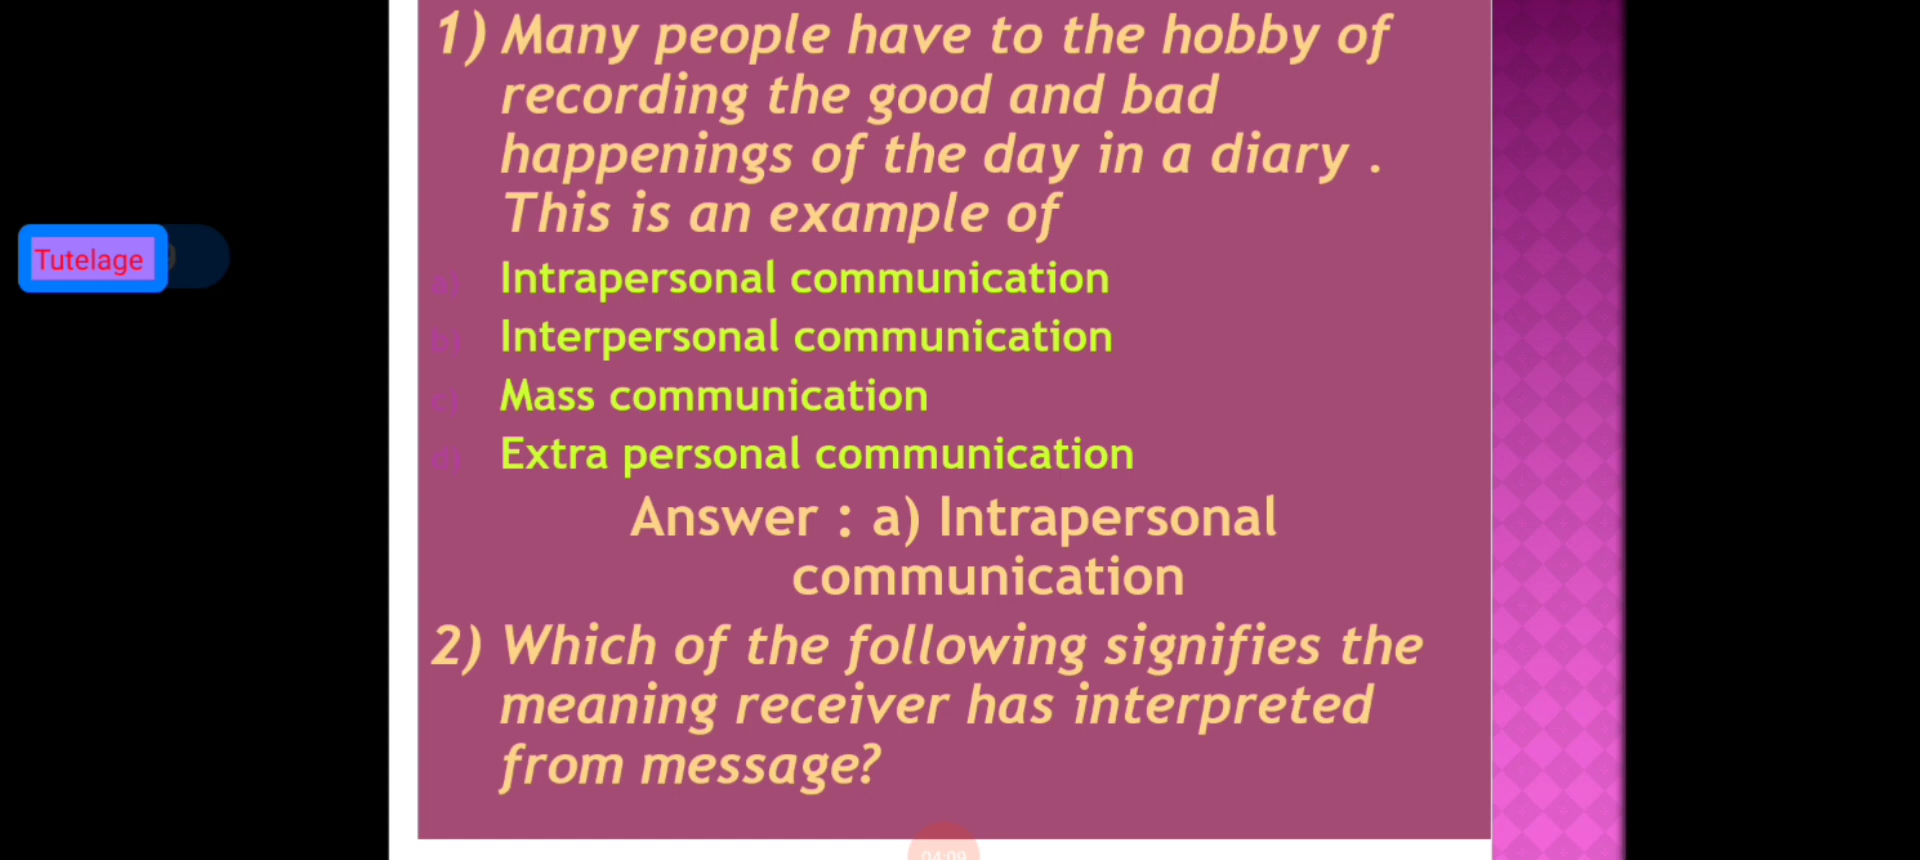 1) Many people have to the hobby of
recording the good and bad
happenings of the day in a diary .
This is an example of
Tutelage
a) Intrapersonal communication
b) Interpersonal communication
c) Mass communication
d) Extra personal communication
Answer : a) Intrapersonal
communication
2) Which of the following signifies the
meaning receiver has interpreted
from message?
04:09